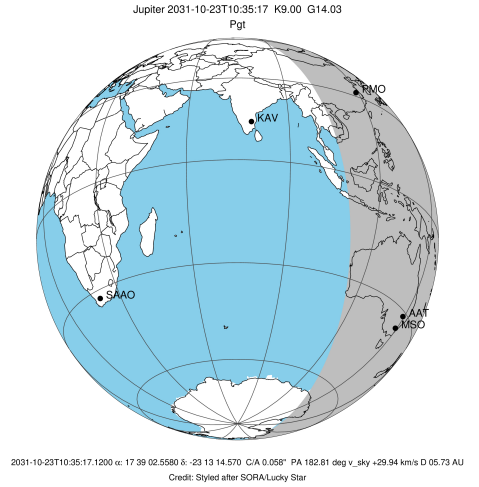 Jupiter 2031-10-23T10:35:17  K9.00  G14.03
Pgt
PMO
KAV
SAAO
AAT
MSO
2031-10-23T10:35:17.1200 α: 17 39 02.5580 δ: -23 13 14.570  C/A 0.058"  PA 182.81 deg v_sky +29.94 km/s D 05.73 AU
Credit: Styled after SORA/Lucky Star